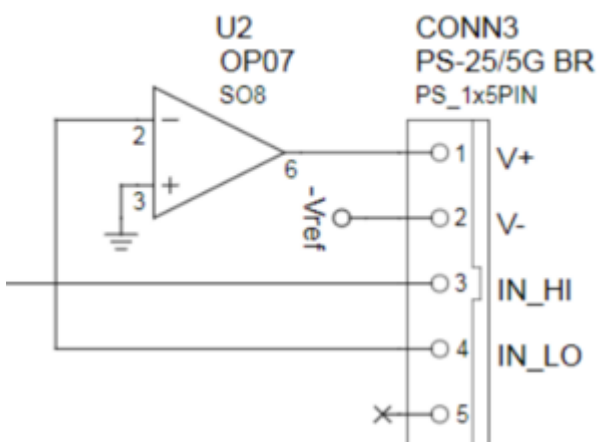 U2
OP07
SO8
CONN3
PS-25/5G BR
PS_1x5PIN
2
3
6
-Vref
1 V+
2 V-
3 IN_HI
4 IN_LO
5